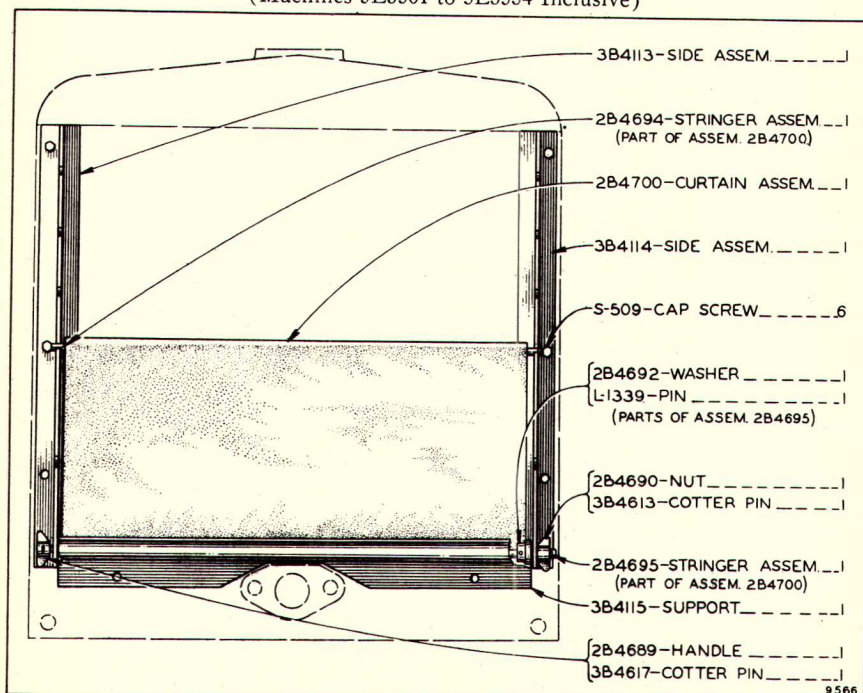 3B4113-SIDE ASSEM. _ _ _ _ _ 1
2B4694-STRINGER ASSEM. _ _ 1
(PART OF ASSEM. 2B4700)
2B4700-CURTAIN ASSEM. _ _ _ 1
3B4114-SIDE ASSEM. _ _ _ _ _ 1
S-509-CAP SCREW _ _ _ _ _ _ 6
2B4692-WASHER _ _ _ _ _ _ _ 1
L-1339-PIN _ _ _ _ _ _ _ _ _ 1
(PARTS OF ASSEM. 2B4695)
2B4690-NUT _ _ _ _ _ _ _ _ 1
3B4613-COTTER PIN _ _ _ _ _ 1
2B4695-STRINGER ASSEM. _ _ 1
(PART OF ASSEM. 2B4700)
3B4115-SUPPORT _ _ _ _ _ _ 1
2B4689-HANDLE _ _ _ _ _ _ _ 1
3B4617-COTTER PIN _ _ _ _ _ 1
9566